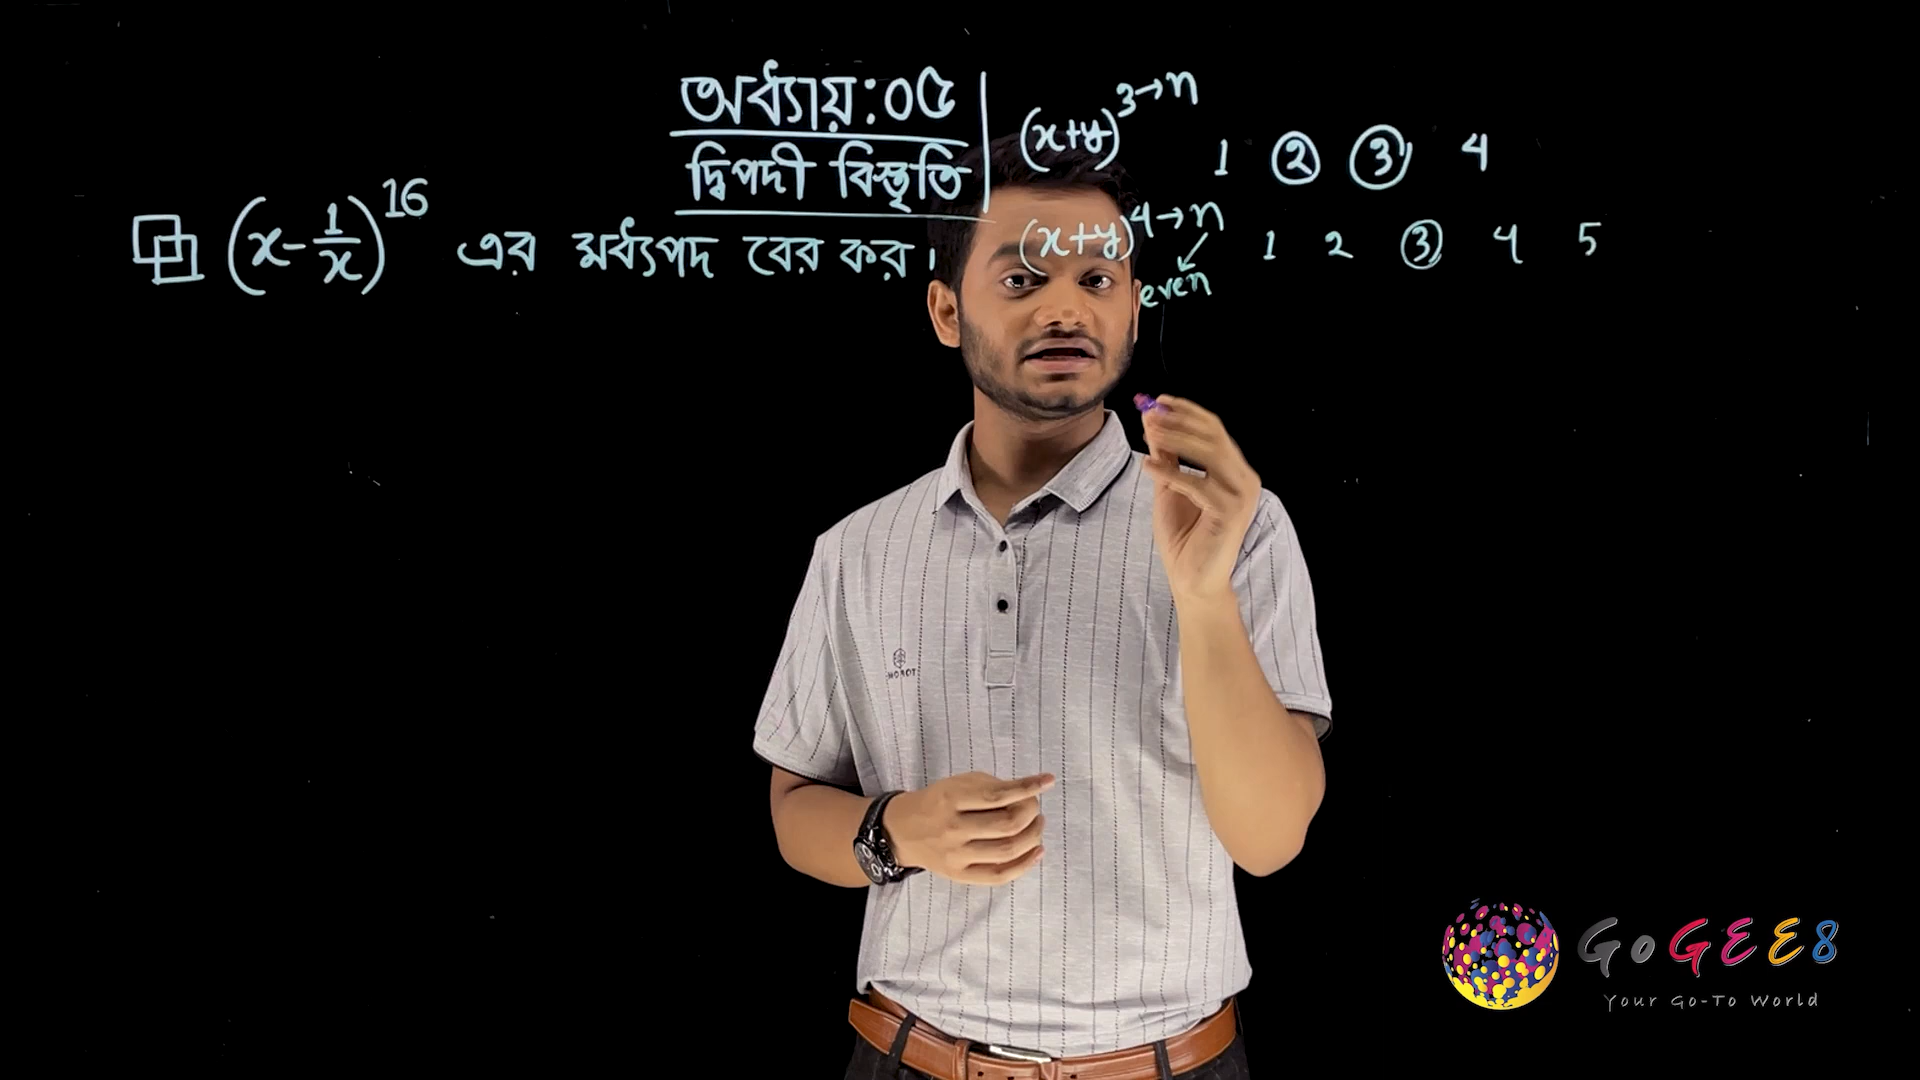 অধ্যায়:০৫
দ্বিপদী বিস্তৃতি
(x - 1/x)^16 এর মধ্যপদ বের কর।
(x+y)^3→n 1 2 3 4
(x+y)^4→n 1 2 3 4 5
even
HOROT
GoGEE8
Your Go-To World